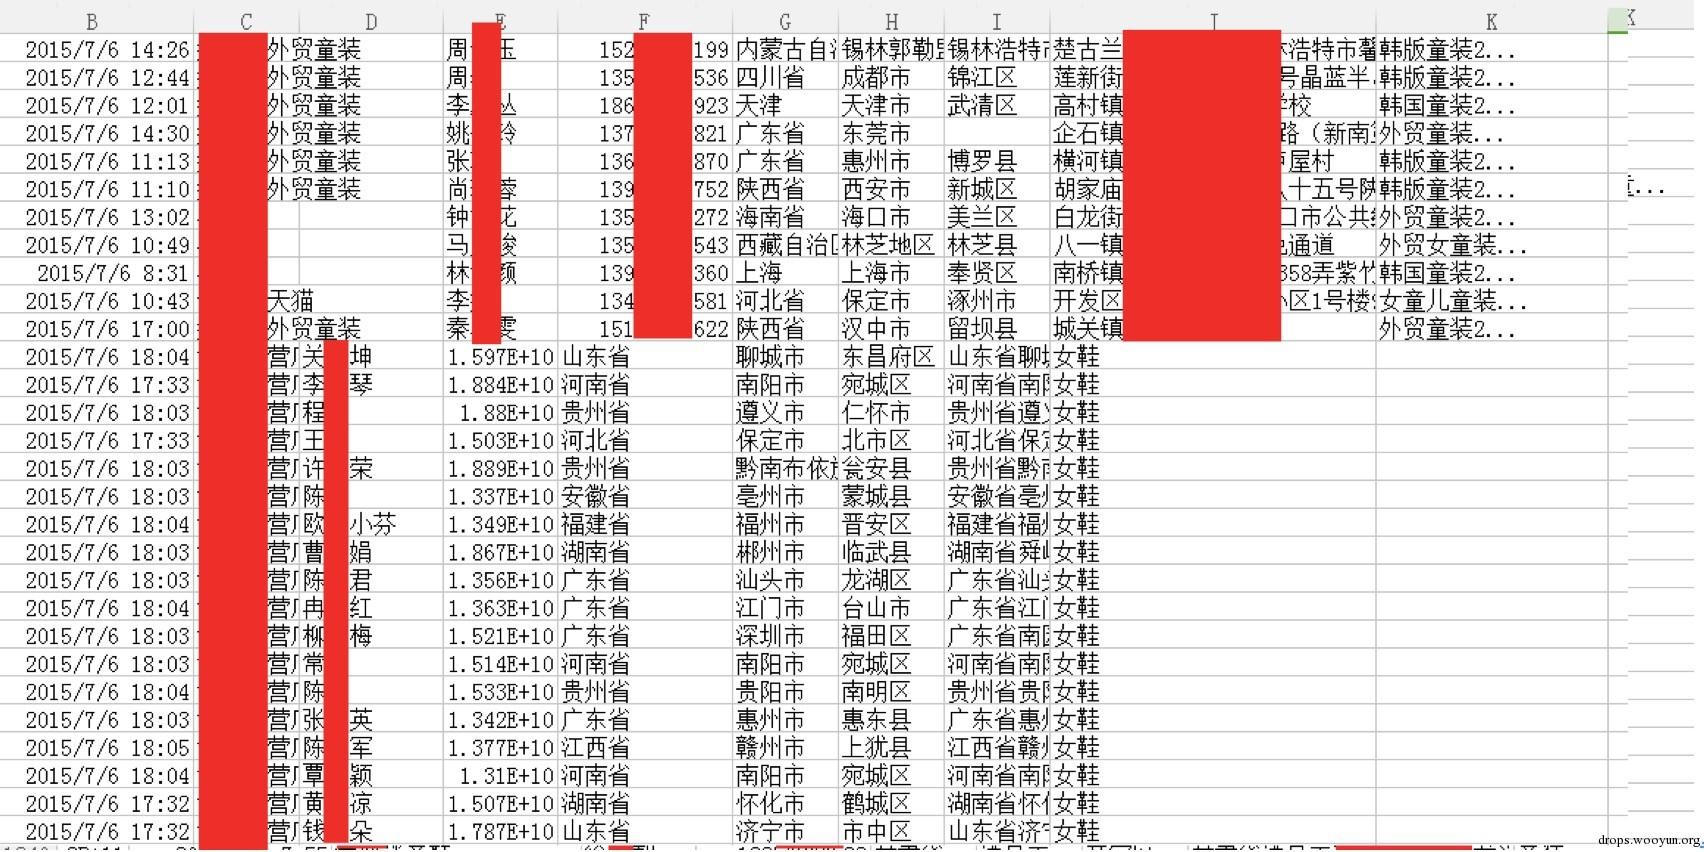 B C D E F G H I J K K
2015/7/6 14:26 外贸童装 周 玉 152 199 内蒙古自治 锡林郭勒 锡林浩特市 楚古兰 浩特市馨 韩版童装2...
2015/7/6 12:44 外贸童装 周 135 536 四川省 成都市 锦江区 莲新街 号晶蓝半 韩版童装2...
2015/7/6 12:01 外贸童装 李 丛 186 923 天津 天津市 武清区 高村镇 学校 韩国童装2...
2015/7/6 14:30 外贸童装 姚 玲 137 821 广东省 东莞市 企石镇 路（新南 外贸童装...
2015/7/6 11:13 外贸童装 张 136 870 广东省 惠州市 博罗县 横河镇 屋村 韩版童装2...
2015/7/6 11:10 外贸童装 尚 蓉 139 752 陕西省 西安市 新城区 胡家庙 八十五号陕 韩版童装2... ...
2015/7/6 13:02 钟 花 135 272 海南省 海口市 美兰区 白龙街 口市公共 外贸童装2...
2015/7/6 10:49 马 骏 135 543 西藏自治区 林芝地区 林芝县 八一镇 通道 外贸女童装...
2015/7/6 8:31 林 颜 139 360 上海 上海市 奉贤区 南桥镇 358弄紫竹 韩国童装2...
2015/7/6 10:43 天猫 李 134 581 河北省 保定市 涿州市 开发区 小区1号楼 女童儿童装...
2015/7/6 17:00 外贸童装 秦 雯 151 622 陕西省 汉中市 留坝县 城关镇 外贸童装2...
2015/7/6 18:04 营 关 坤 1.597E+10 山东省 聊城市 东昌府区 山东省聊 女鞋
2015/7/6 17:33 营 李 琴 1.884E+10 河南省 南阳市 宛城区 河南省南 女鞋
2015/7/6 18:03 营 程 1.88E+10 贵州省 遵义市 仁怀市 贵州省遵 女鞋
2015/7/6 17:33 营 王 1.503E+10 河北省 保定市 北市区 河北省保 女鞋
2015/7/6 18:03 营 许 荣 1.889E+10 贵州省 黔南布依 瓮安县 贵州省黔 女鞋
2015/7/6 18:03 营 陈 1.337E+10 安徽省 亳州市 蒙城县 安徽省亳 女鞋
2015/7/6 18:04 营 欧 小芬 1.349E+10 福建省 福州市 晋安区 福建省福 女鞋
2015/7/6 18:03 营 曹 娟 1.867E+10 湖南省 郴州市 临武县 湖南省舜 女鞋
2015/7/6 18:03 营 陈 君 1.356E+10 广东省 汕头市 龙湖区 广东省汕 女鞋
2015/7/6 18:04 营 冉 红 1.363E+10 广东省 江门市 台山市 广东省江 女鞋
2015/7/6 18:03 营 柳 梅 1.521E+10 广东省 深圳市 福田区 广东省南 女鞋
2015/7/6 18:03 营 常 1.514E+10 河南省 南阳市 宛城区 河南省南 女鞋
2015/7/6 18:04 营 陈 1.533E+10 贵州省 贵阳市 南明区 贵州省贵 女鞋
2015/7/6 18:03 营 张 英 1.342E+10 广东省 惠州市 惠东县 广东省惠 女鞋
2015/7/6 18:05 营 陈 军 1.377E+10 江西省 赣州市 上犹县 江西省赣 女鞋
2015/7/6 18:04 营 覃 颖 1.31E+10 河南省 南阳市 宛城区 河南省南 女鞋
2015/7/6 17:32 营 黄 凉 1.507E+10 湖南省 怀化市 鹤城区 湖南省怀 女鞋
2015/7/6 17:32 营 钱 朵 1.787E+10 山东省 济宁市 市中区 山东省济 女鞋
drops.wooyun.org